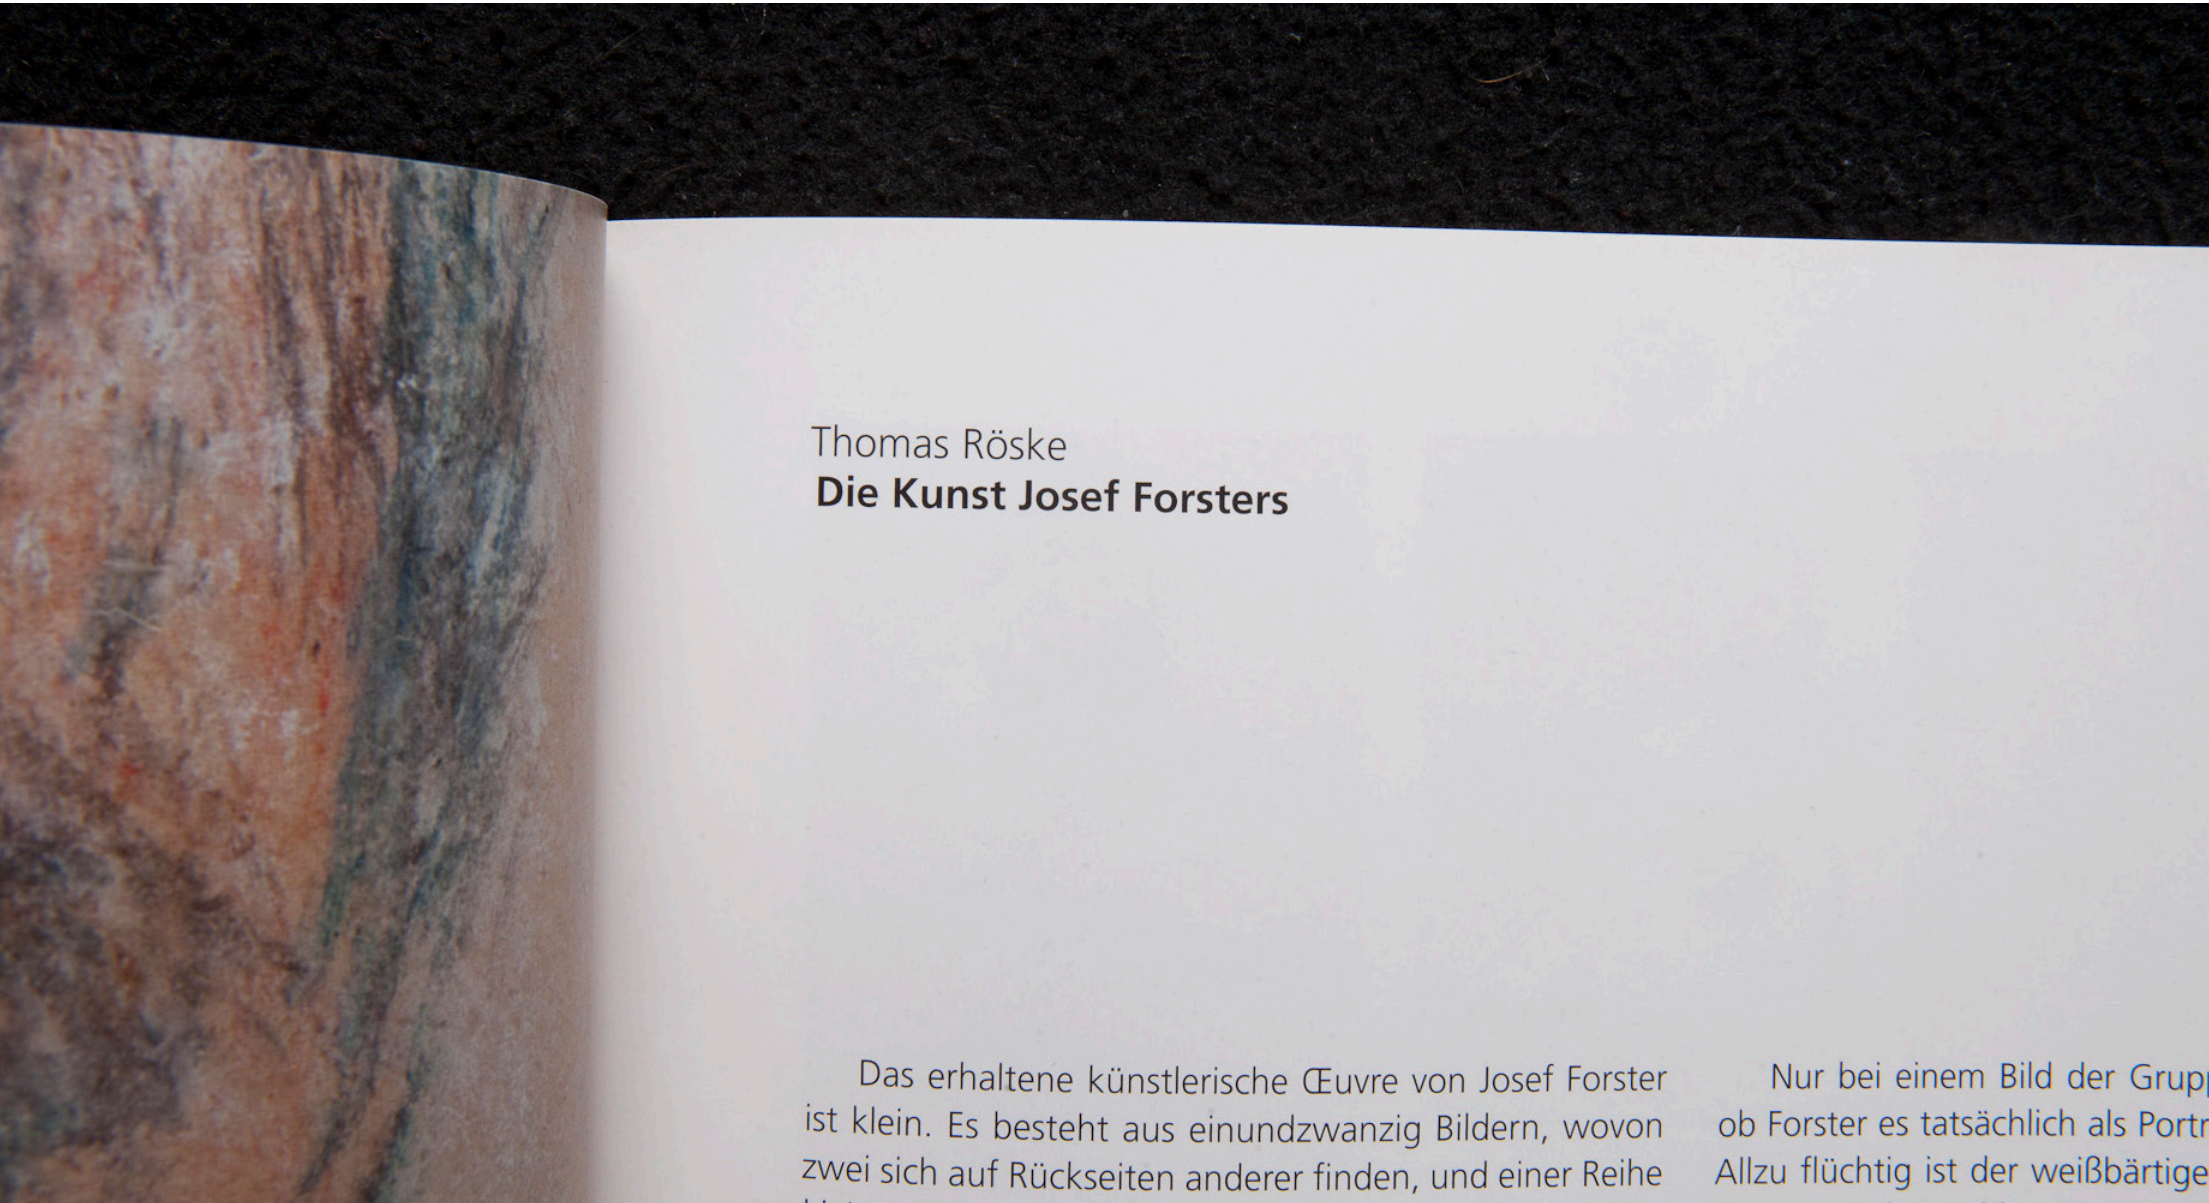 Thomas Röske
Die Kunst Josef Forsters
Das erhaltene künstlerische Œuvre von Josef Forster
ist klein. Es besteht aus einundzwanzig Bildern, wovon
zwei sich auf Rückseiten anderer finden, und einer Reihe
Nur bei einem Bild der
ob Forster es tatsächlich als
Allzu flüchtig ist der weißbärtige